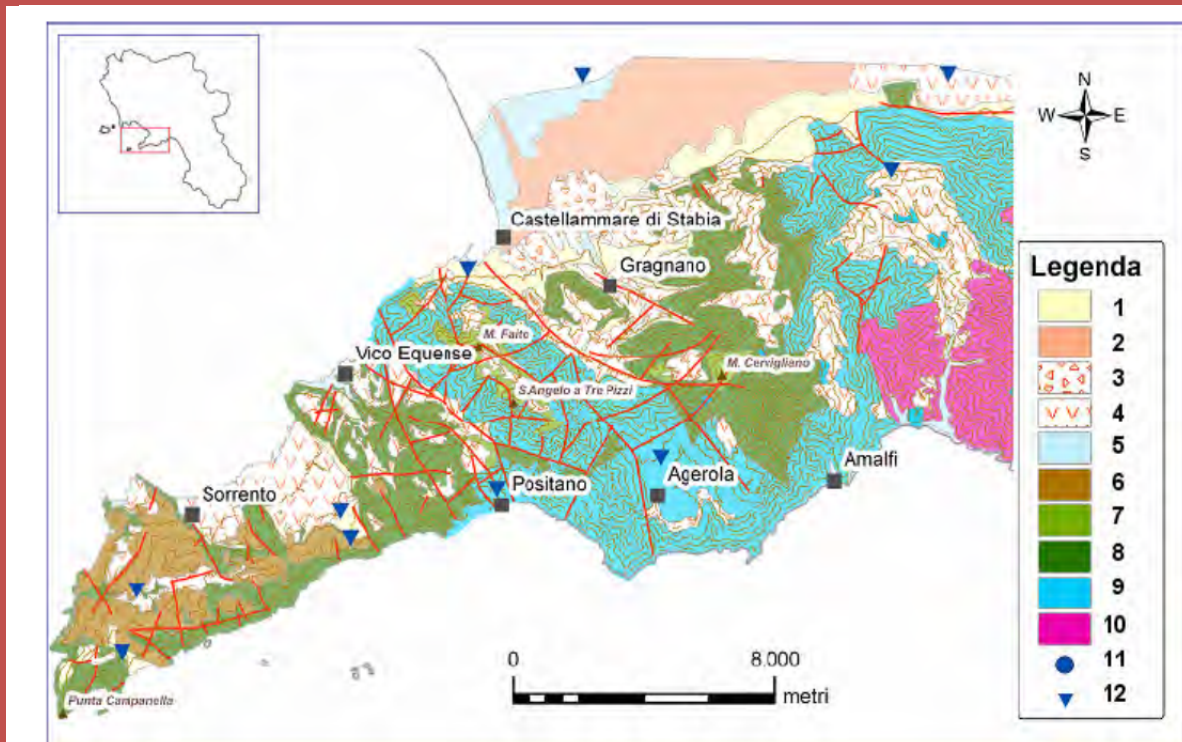 N
W E
S
Castellammare di Stabia
Gragnano
M. Faito
Vico Equense
M. Cervigliano
S.Angelo a Tre Pizzi
Agerola
Amalfi
Positano
Sorrento
Punta Campanella
0 8.000
metri
Legenda
1
2
3
4
5
6
7
8
9
10
11
12